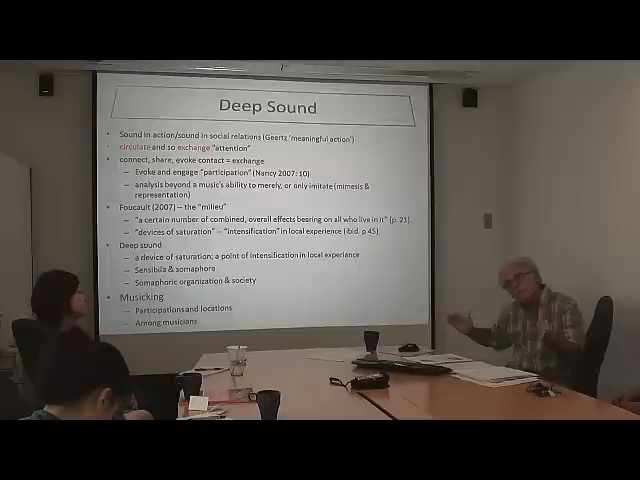 Deep Sound
• Sound in action/sound in social relations (Geertz 'meaningful action')
• circulate and so exchange "attention"
• connect, share, evoke contact = exchange
– Evoke and engage "participation" (Nancy 2007: 10)
– analysis beyond a music's ability to merely, or only imitate (mimesis &
representation)
• Foucault (2007) – the "milieu"
– "a certain number of combined, overall effects bearing on all who live in it" (p. 21).
– "devices of saturation" – "intensification" in local experience (ibid. p 45)
• Deep sound
– a device of saturation; a point of intensification in local experience
– Sensibila & somaphore
– Somaphoric organization & society
• Musicking
– Participations and locations
– Among musicians